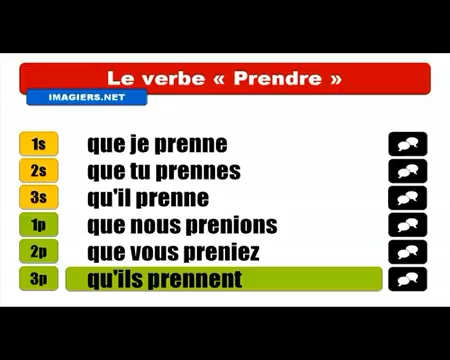 Le verbe « Prendre »
IMAGIERS.NET
1s que je prenne
2s que tu prennes
3s qu'il prenne
1p que nous prenions
2p que vous preniez
3p qu'ils prennent